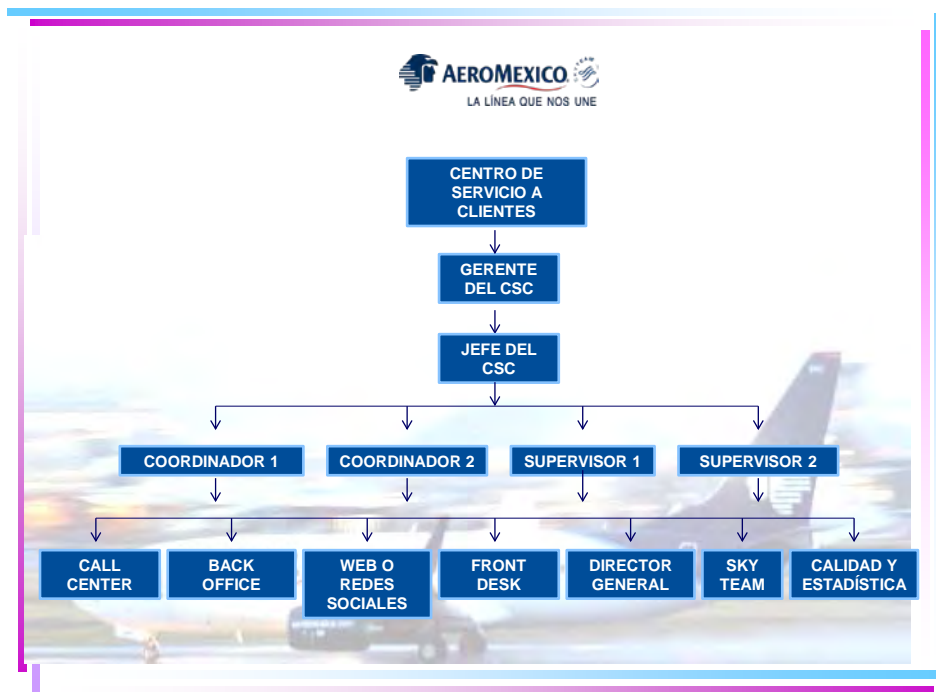 AEROMEXICO
LA LÍNEA QUE NOS UNE
CENTRO DE
SERVICIO A
CLIENTES
GERENTE
DEL CSC
JEFE DEL
CSC
COORDINADOR 1
COORDINADOR 2
SUPERVISOR 1
SUPERVISOR 2
CALL
CENTER
BACK
OFFICE
WEB O
REDES
SOCIALES
FRONT
DESK
DIRECTOR
GENERAL
SKY
TEAM
CALIDAD Y
ESTADÍSTICA